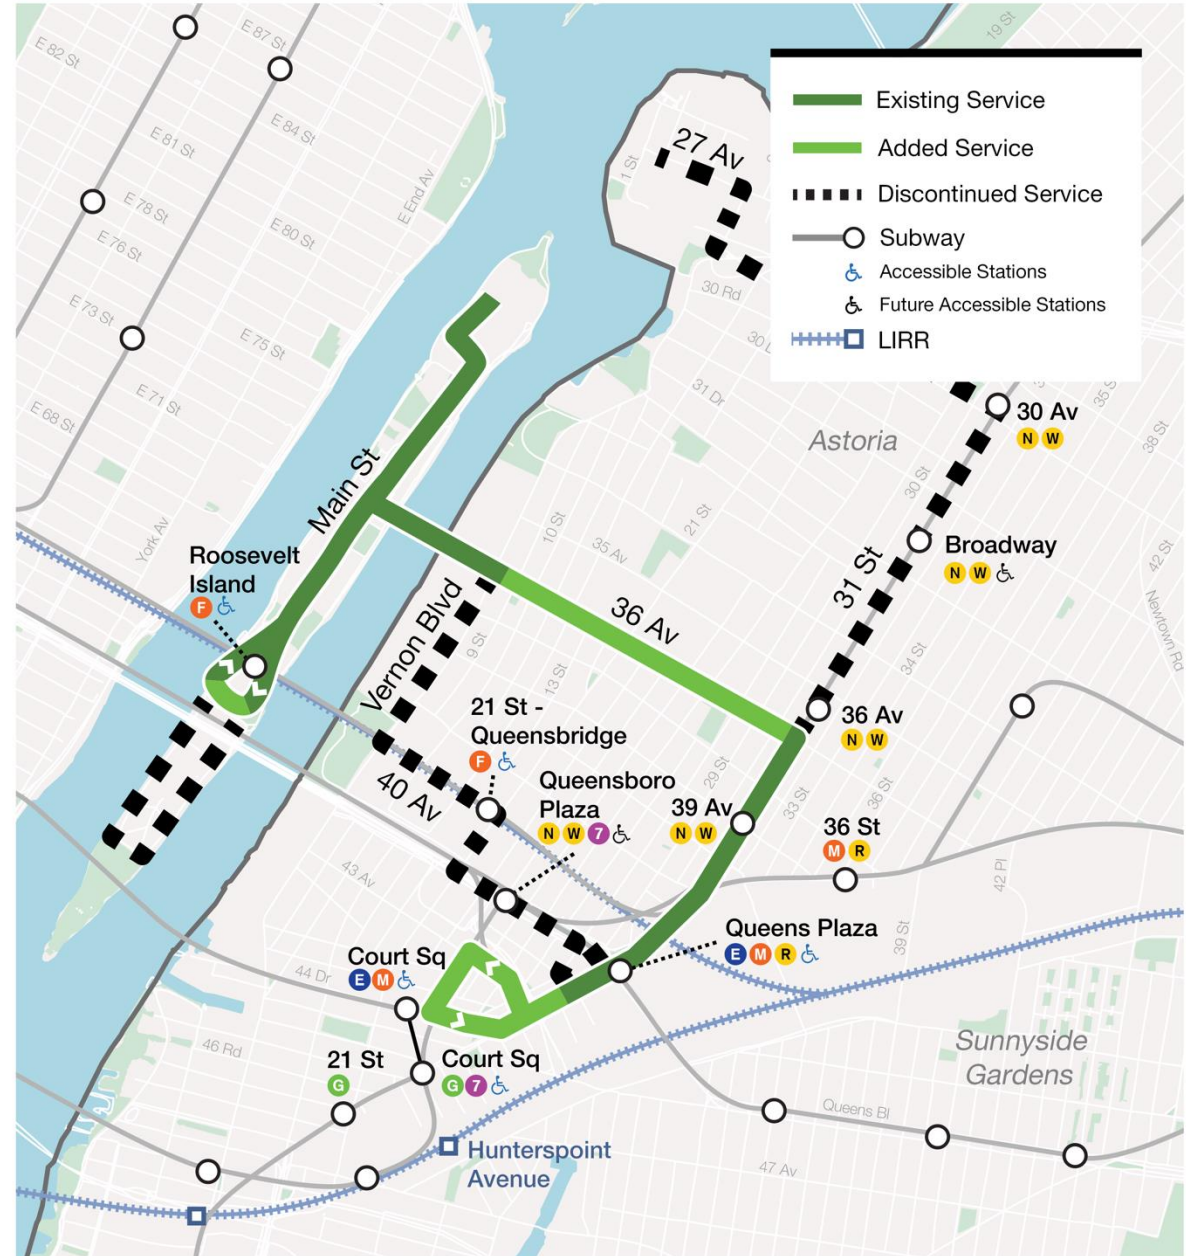 E 82 St
E 87 St
19 St
Existing Service
Added Service
Discontinued Service
Subway
Accessible Stations
Future Accessible Stations
LIRR
E 81 St
E 84 St
27 Av
1 St
E 78 St
E End Av
E 76 St
E 80 St
30 Rd
E 73 St
E 75 St
E 71 St
E 68 St
31 Dr
35 St
30 Av
N W
38 St
Astoria
Main St
York Av
30 St
21 St
10 St
35 Av
Broadway
N W
42 St
Roosevelt
Island
F
31 St
Newtown Rd
Vernon Blvd
36 Av
9 St
34 St
13 St
21 St -
Queensbridge
F
36 Av
N W
40 Av
Queensboro
Plaza
N W 7
29 St
39 Av
N W
33 St
36 St
36 St
M R
43 Av
42 Pl
39 St
Queens Plaza
E M R
Court Sq
E M
44 Dr
46 Rd
21 St
G
Court Sq
G 7
Sunnyside
Gardens
Queens Bl
Hunterspoint
Avenue
47 Av